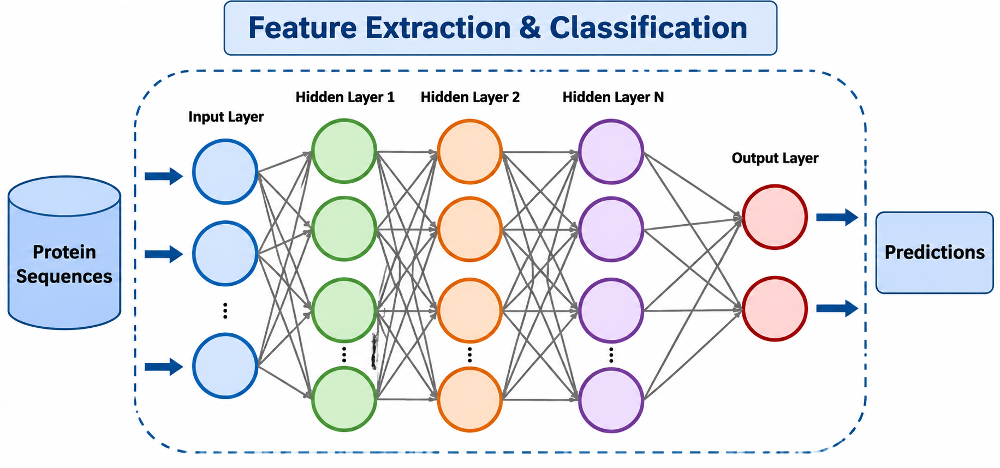 Feature Extraction & Classification
Hidden Layer 1
Hidden Layer 2
Hidden Layer N
Input Layer
Output Layer
Protein
Sequences
Predictions